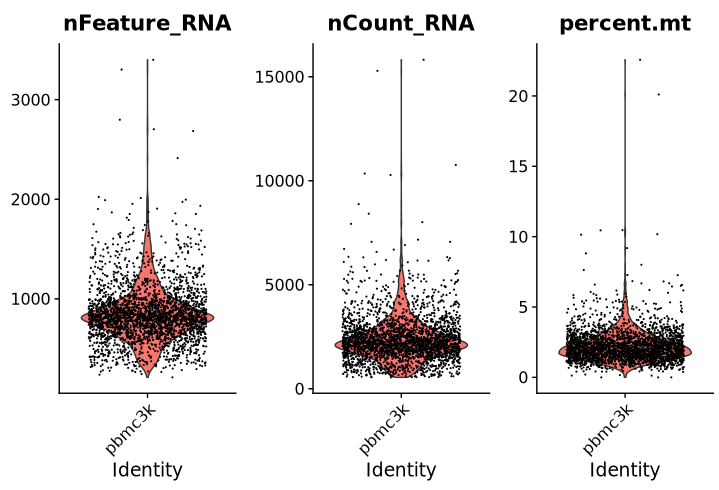 nFeature_RNA
3000
2000
1000
pbmc3k
Identity
nCount_RNA
15000
10000
5000
0
pbmc3k
Identity
percent.mt
20
15
10
5
0
pbmc3k
Identity